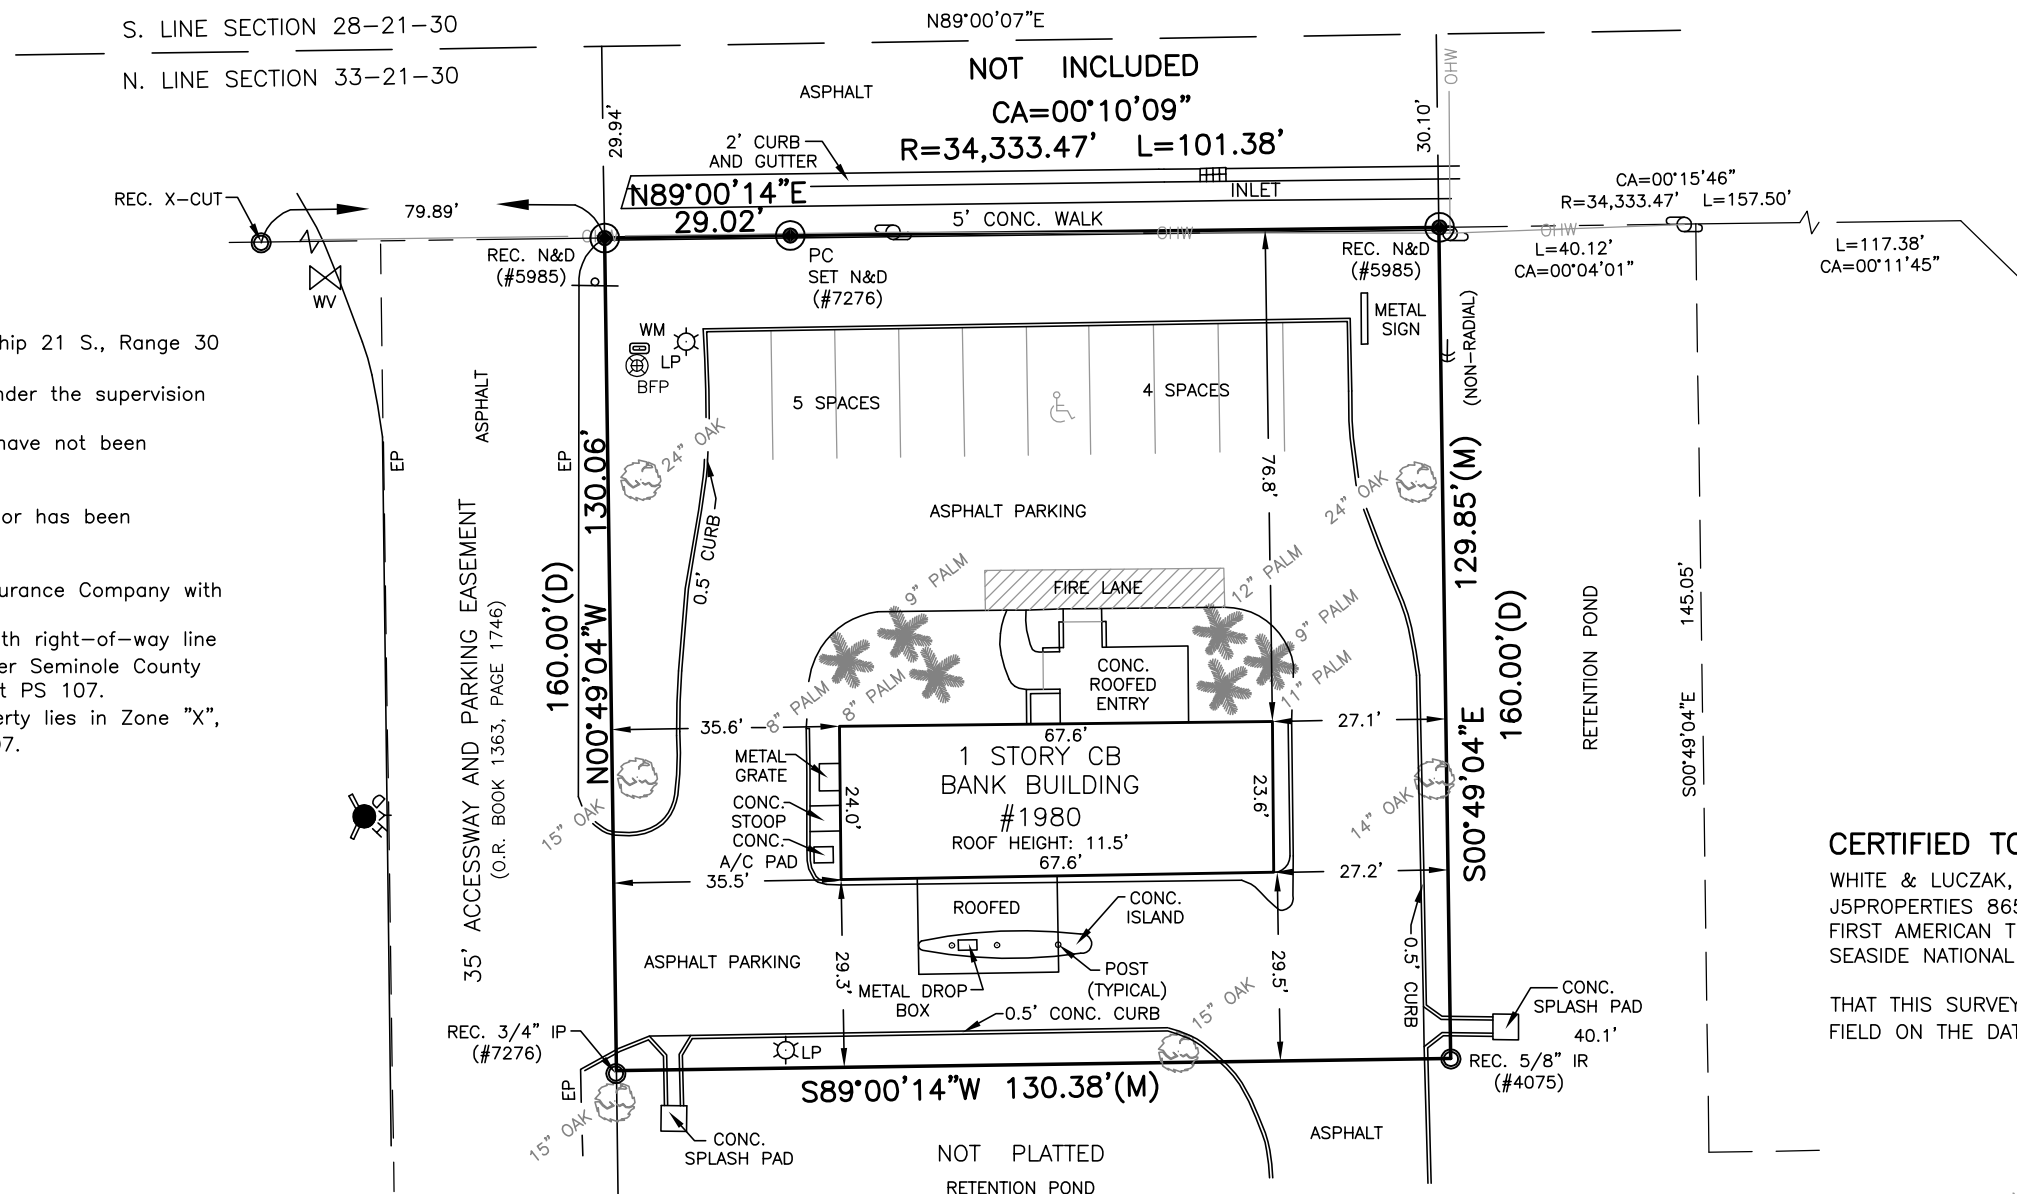 S. LINE SECTION 28-21-30
N. LINE SECTION 33-21-30
N89°00'07"E
NOT INCLUDED
CA=00°10'09"
R=34,333.47' L=101.38'
ASPHALT
OHW
29.94'
30.10'
2' CURB
AND GUTTER
N89°00'14"E
29.02'
INLET
5' CONC. WALK
REC. X-CUT
79.89'
CA=00°15'46"
R=34,333.47' L=157.50'
OHW
OHW
L=40.12'
CA=00°04'01"
L=117.38'
CA=00°11'45"
REC. N&D
(#5985)
PC
SET N&D
(#7276)
REC. N&D
(#5985)
WV
WM
LP
BFP
METAL
SIGN
(NON-RADIAL)
hip 21 S., Range 30
nder the supervision
have not been
or has been
urance Company with
th right-of-way line
er Seminole County
t PS 107.
erty lies in Zone "X",
07.
ASPHALT
EP
EP
5 SPACES
4 SPACES
24" OAK
24" OAK
130.06'
N00°49'04"W
160.00'(D)
76.8'
129.85'(M)
S00°49'04"E
160.00'(D)
0.5' CURB
ASPHALT PARKING
FIRE LANE
9" PALM
12" PALM
9" PALM
11" PALM
8" PALM
8" PALM
CONC.
ROOFED
ENTRY
35' ACCESSWAY AND PARKING EASEMENT
(O.R. BOOK 1363, PAGE 1746)
RETENTION POND
145.05'
S00°49'04"E
35.6'
67.6'
27.1'
1 STORY CB
BANK BUILDING
#1980
ROOF HEIGHT: 11.5'
67.6'
24.0'
23.6'
METAL
GRATE
CONC.
STOOP
CONC.
A/C PAD
35.5'
27.2'
15" OAK
14" OAK
HYD
ROOFED
CONC.
ISLAND
ASPHALT PARKING
29.3'
29.5'
METAL DROP
BOX
POST
(TYPICAL)
0.5' CONC. CURB
15" OAK
0.5' CURB
CONC.
SPLASH PAD
40.1'
REC. 3/4" IP
(#7276)
LP
REC. 5/8" IR
(#4075)
S89°00'14"W 130.38'(M)
EP
15" OAK
CONC.
SPLASH PAD
NOT PLATTED
RETENTION POND
ASPHALT
CERTIFIED TO
WHITE & LUCZAK,
J5PROPERTIES 865
FIRST AMERICAN T
SEASIDE NATIONAL
THAT THIS SURVEY
FIELD ON THE DAT